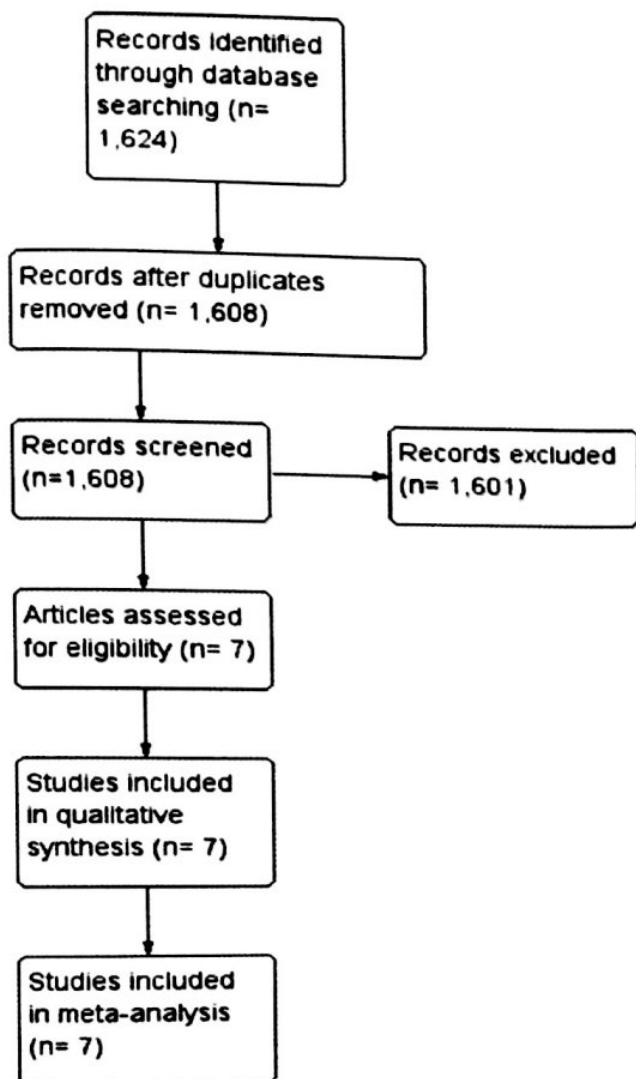 Records identified
through database
searching (n=
1,624)
Records after duplicates
removed (n= 1,608)
Records screened
(n=1,608)
Records excluded
(n= 1,601)
Articles assessed
for eligibility (n= 7)
Studies included
in qualitative
synthesis (n= 7)
Studies included
in meta-analysis
(n= 7)